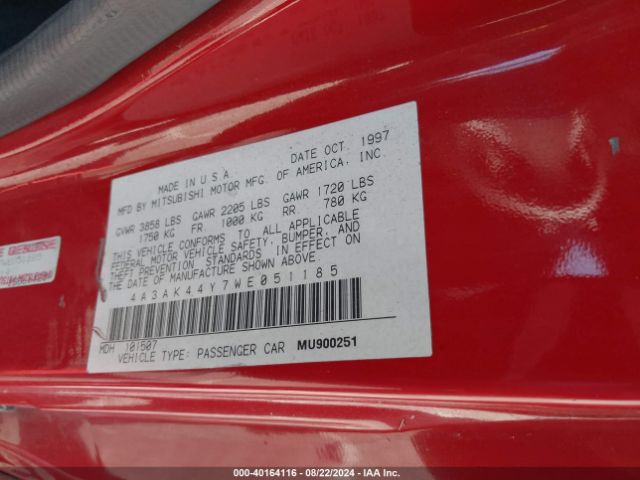 MADE IN U S A DATE OCT. 1997
MFD BY MITSUBISHI MOTOR MFG. OF AMERICA, INC
GVWR 3858 LBS GAWR 2205 LBS GAWR 1720 LBS
1750 KG FR. 1000 KG RR. 780 KG
THIS VEHICLE CONFORMS TO ALL APPLICABLE
FEDERAL MOTOR VEHICLE SAFETY, BUMPER, AND
THEFT PREVENTION STANDARDS IN EFFECT ON
THE DATE OF MANUFACTURE SHOWN ABOVE.
4A3AK44Y7WE051185
MDH 101507
VEHICLE TYPE: PASSENGER CAR MU900251
000-40164116 - 08/22/2024 - IAA Inc.